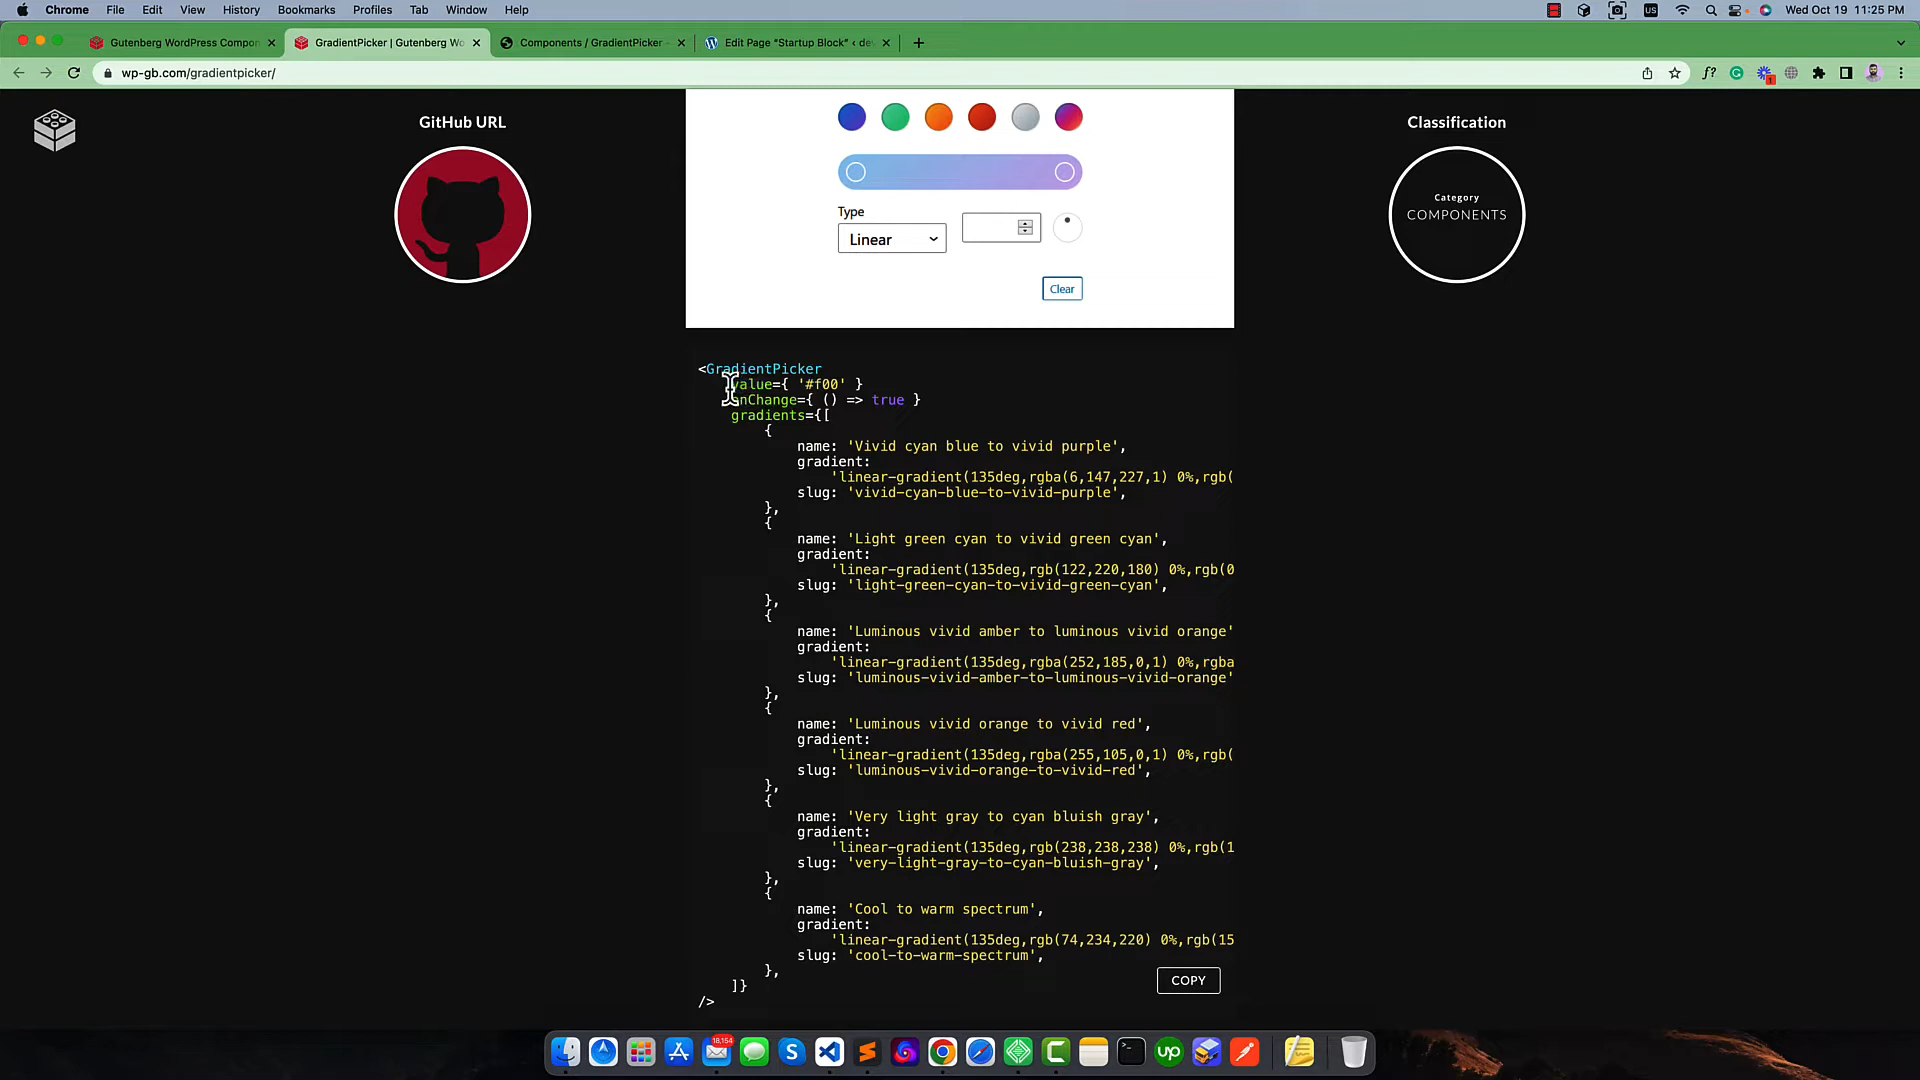 Chrome File Edit View History Bookmarks Profiles Tab Window Help
US
Wed Oct 19 11:25 PM
Gutenberg WordPress Compon
GradientPicker | Gutenberg Wo
Components / GradientPicker –
Edit Page “Startup Block” ‹ dev
wp-gb.com/gradientpicker/
f?
1
GitHub URL
Classification
Category
COMPONENTS
Type
Linear
Clear
<GradientPicker
value={ '#f00' }
onChange={ () => true }
gradients={[
{
name: 'Vivid cyan blue to vivid purple',
gradient:
'linear-gradient(135deg,rgba(6,147,227,1) 0%,rgb(
slug: 'vivid-cyan-blue-to-vivid-purple',
},
{
name: 'Light green cyan to vivid green cyan',
gradient:
'linear-gradient(135deg,rgb(122,220,180) 0%,rgb(0
slug: 'light-green-cyan-to-vivid-green-cyan',
},
{
name: 'Luminous vivid amber to luminous vivid orange'
gradient:
'linear-gradient(135deg,rgba(252,185,0,1) 0%,rgba
slug: 'luminous-vivid-amber-to-luminous-vivid-orange'
},
{
name: 'Luminous vivid orange to vivid red',
gradient:
'linear-gradient(135deg,rgba(255,105,0,1) 0%,rgb(
slug: 'luminous-vivid-orange-to-vivid-red',
},
{
name: 'Very light gray to cyan bluish gray',
gradient:
'linear-gradient(135deg,rgb(238,238,238) 0%,rgb(1
slug: 'very-light-gray-to-cyan-bluish-gray',
},
{
name: 'Cool to warm spectrum',
gradient:
'linear-gradient(135deg,rgb(74,234,220) 0%,rgb(15
slug: 'cool-to-warm-spectrum',
},
]}
/>
COPY
18,154
up